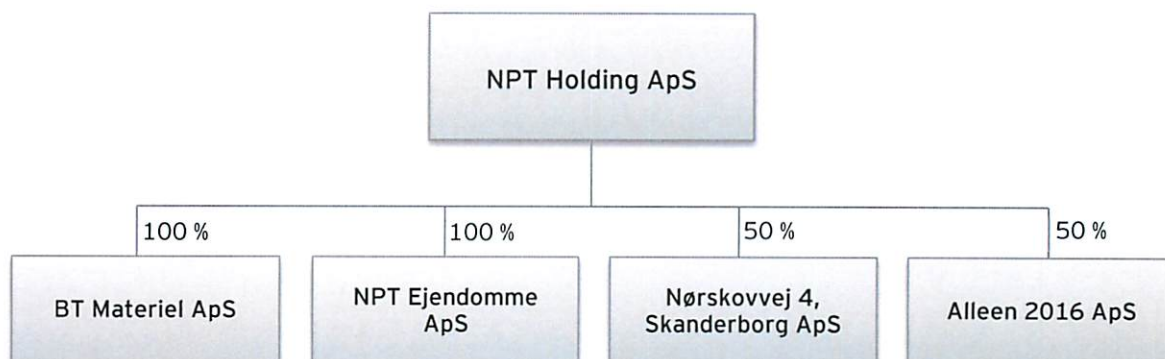 NPT Holding ApS
100 %
100 %
50 %
50 %
BT Materiel ApS
NPT Ejendomme
ApS
Nørskovvej 4,
Skanderborg ApS
Alleen 2016 ApS